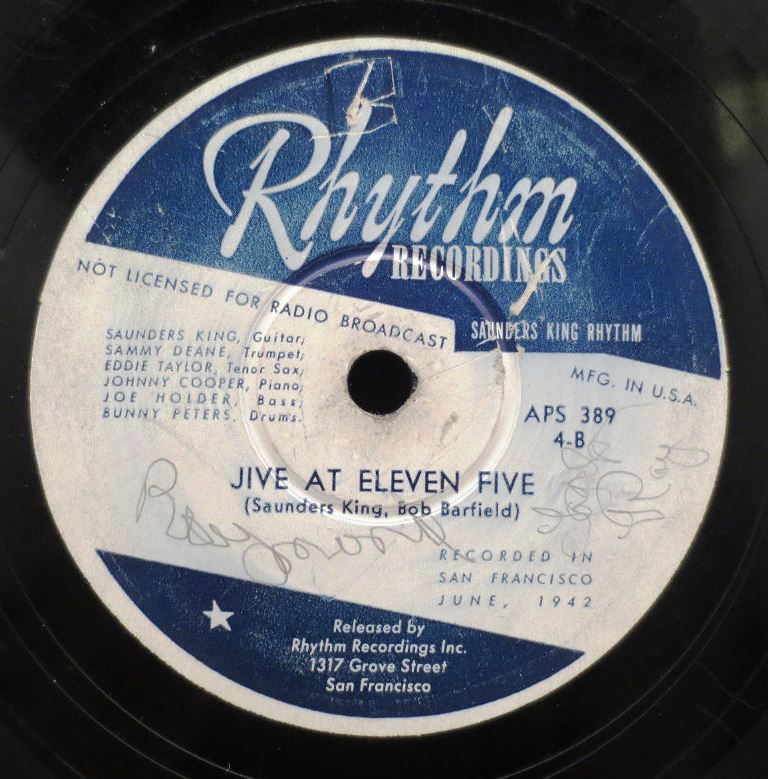 Rhythm
RECORDINGS
NOT LICENSED FOR RADIO BROADCAST
SAUNDERS KING RHYTHM
SAUNDERS KING, Guitar;
SAMMY DEANE, Trumpet;
EDDIE TAYLOR, Tenor Sax;
JOHNNY COOPER, Piano;
JOE HOLDER, Bass;
BUNNY PETERS, Drums.
MFG. IN U.S.A.
APS 389
4-B
JIVE AT ELEVEN FIVE
(Saunders King, Bob Barfield)
RECORDED IN
SAN FRANCISCO
JUNE, 1942
Released by
Rhythm Recordings Inc.
1317 Grove Street
San Francisco